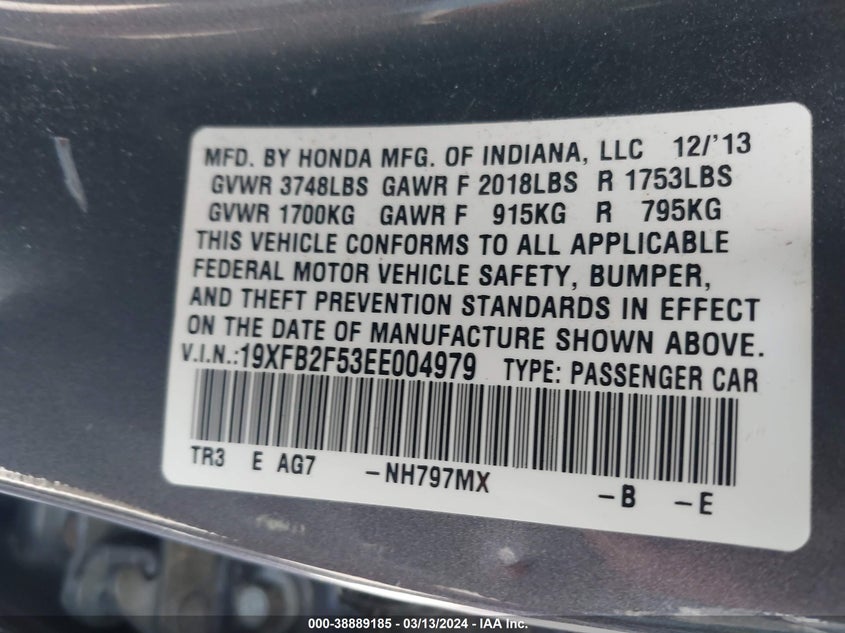 MFD. BY HONDA MFG. OF INDIANA, LLC 12/'13
GVWR 3748LBS GAWR F 2018LBS R 1753LBS
GVWR 1700KG GAWR F 915KG R 795KG
THIS VEHICLE CONFORMS TO ALL APPLICABLE
FEDERAL MOTOR VEHICLE SAFETY, BUMPER,
AND THEFT PREVENTION STANDARDS IN EFFECT
ON THE DATE OF MANUFACTURE SHOWN ABOVE.
V.I.N.:19XFB2F53EE004979 TYPE: PASSENGER CAR
TR3 E AG7 -NH797MX -B -E
000-38889185 - 03/13/2024 - IAA Inc.